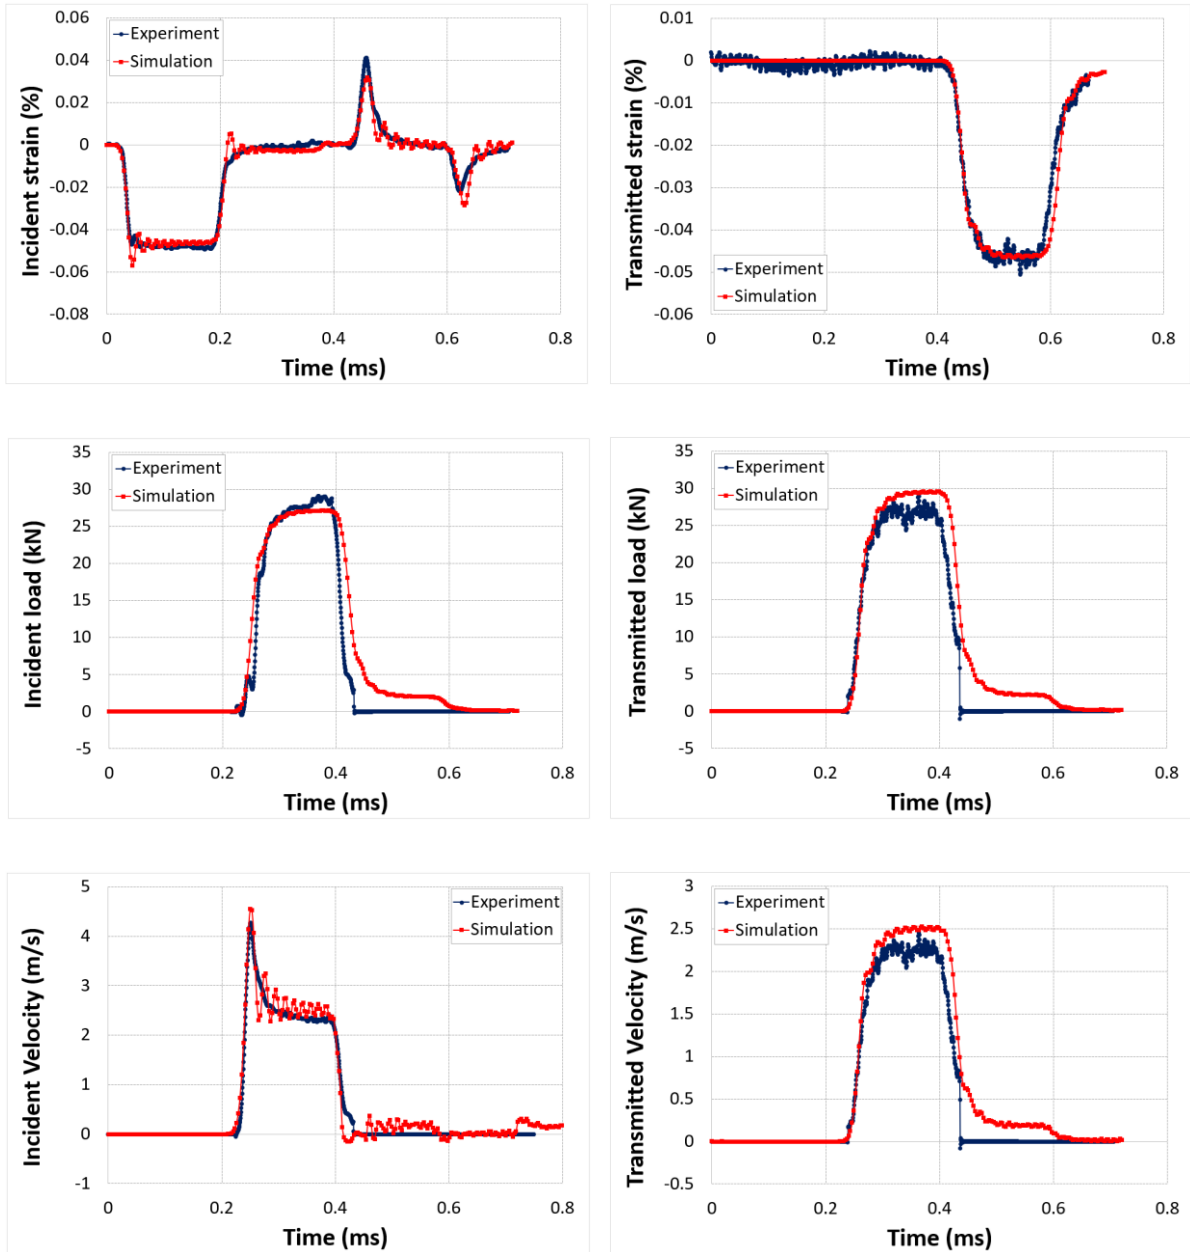 0.06
0.04
0.02
0
-0.02
-0.04
-0.06
-0.08
Incident strain (%)
Experiment
Simulation
0 0.2 0.4 0.6 0.8
Time (ms)
0.01
0
-0.01
-0.02
-0.03
-0.04
-0.05
-0.06
Transmitted strain (%)
Experiment
Simulation
0 0.2 0.4 0.6 0.8
Time (ms)
35
30
25
20
15
10
5
0
-5
Incident load (kN)
Experiment
Simulation
0 0.2 0.4 0.6 0.8
Time (ms)
35
30
25
20
15
10
5
0
-5
Transmitted load (kN)
Experiment
Simulation
0 0.2 0.4 0.6 0.8
Time (ms)
5
4
3
2
1
0
-1
Incident Velocity (m/s)
Experiment
Simulation
0 0.2 0.4 0.6 0.8
Time (ms)
3
2.5
2
1.5
1
0.5
0
-0.5
Transmitted Velocity (m/s)
Experiment
Simulation
0 0.2 0.4 0.6 0.8
Time (ms)